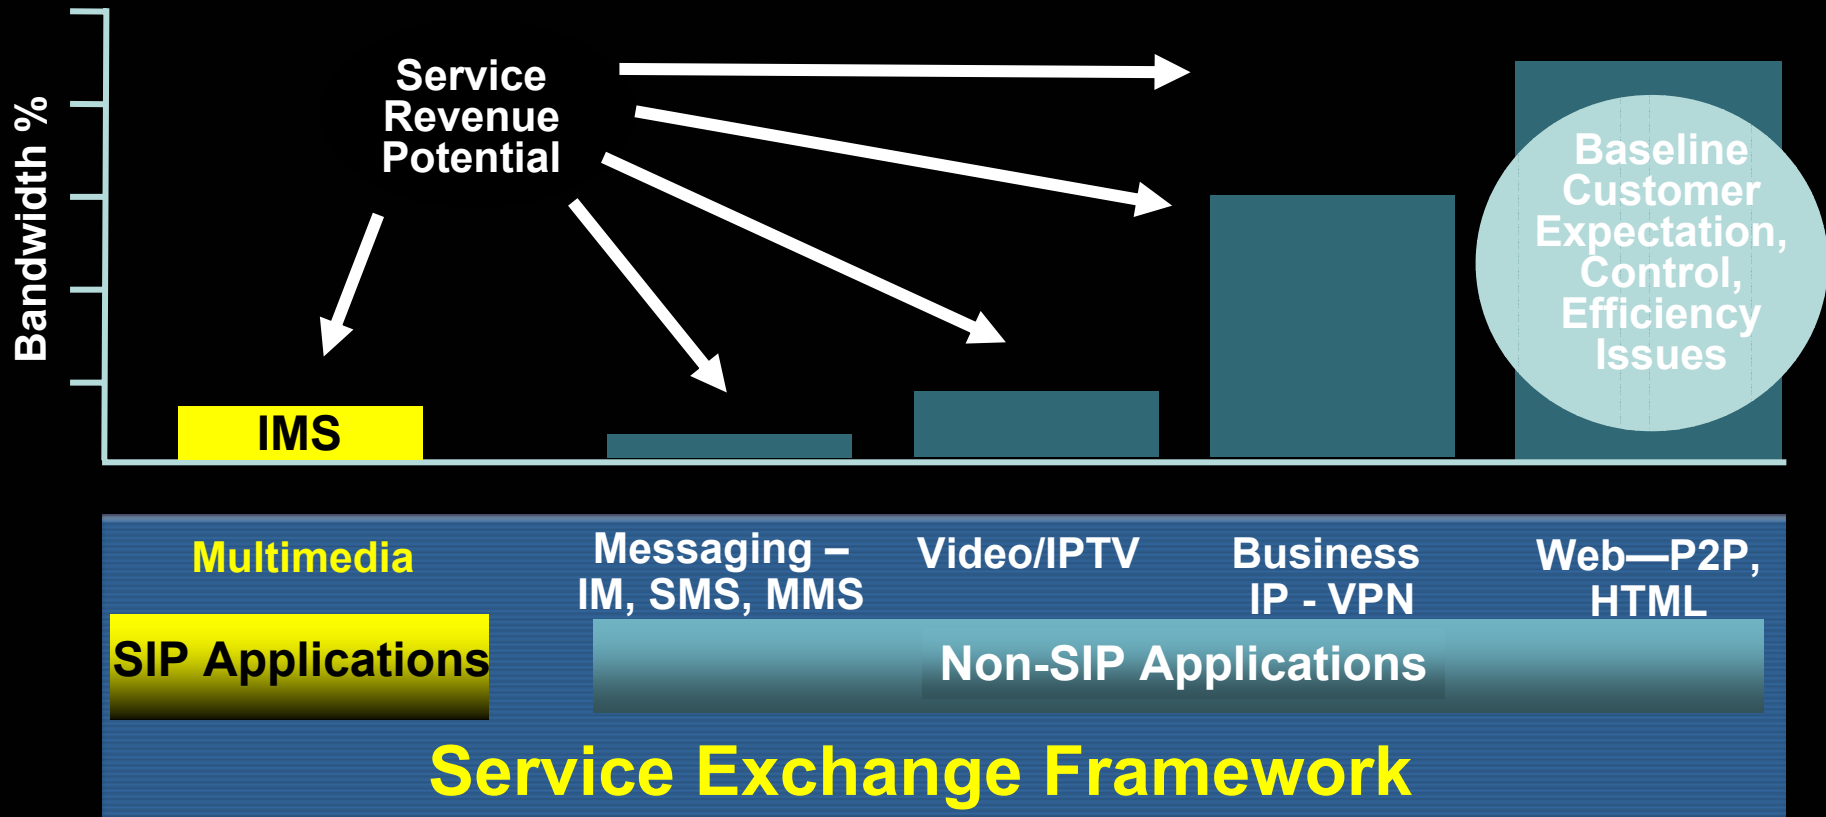 Bandwidth %
Service
Revenue
Potential
Baseline
Customer
Expectation,
Control,
Efficiency
Issues
IMS
Multimedia
Messaging –
IM, SMS, MMS
Video/IPTV
Business
IP - VPN
Web—P2P,
HTML
SIP Applications
Non-SIP Applications
Service Exchange Framework